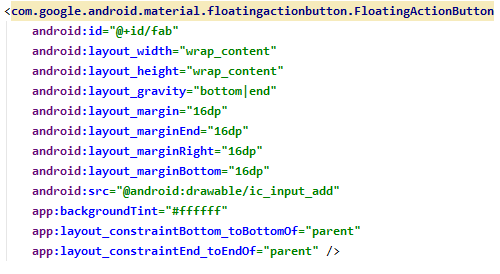 <com.google.android.material.floatingactionbutton.FloatingActionButton
android:id="@+id/fab"
android:layout_width="wrap_content"
android:layout_height="wrap_content"
android:layout_gravity="bottom|end"
android:layout_margin="16dp"
android:layout_marginEnd="16dp"
android:layout_marginRight="16dp"
android:layout_marginBottom="16dp"
android:src="@android:drawable/ic_input_add"
app:backgroundTint="#ffffff"
app:layout_constraintBottom_toBottomOf="parent"
app:layout_constraintEnd_toEndOf="parent" />